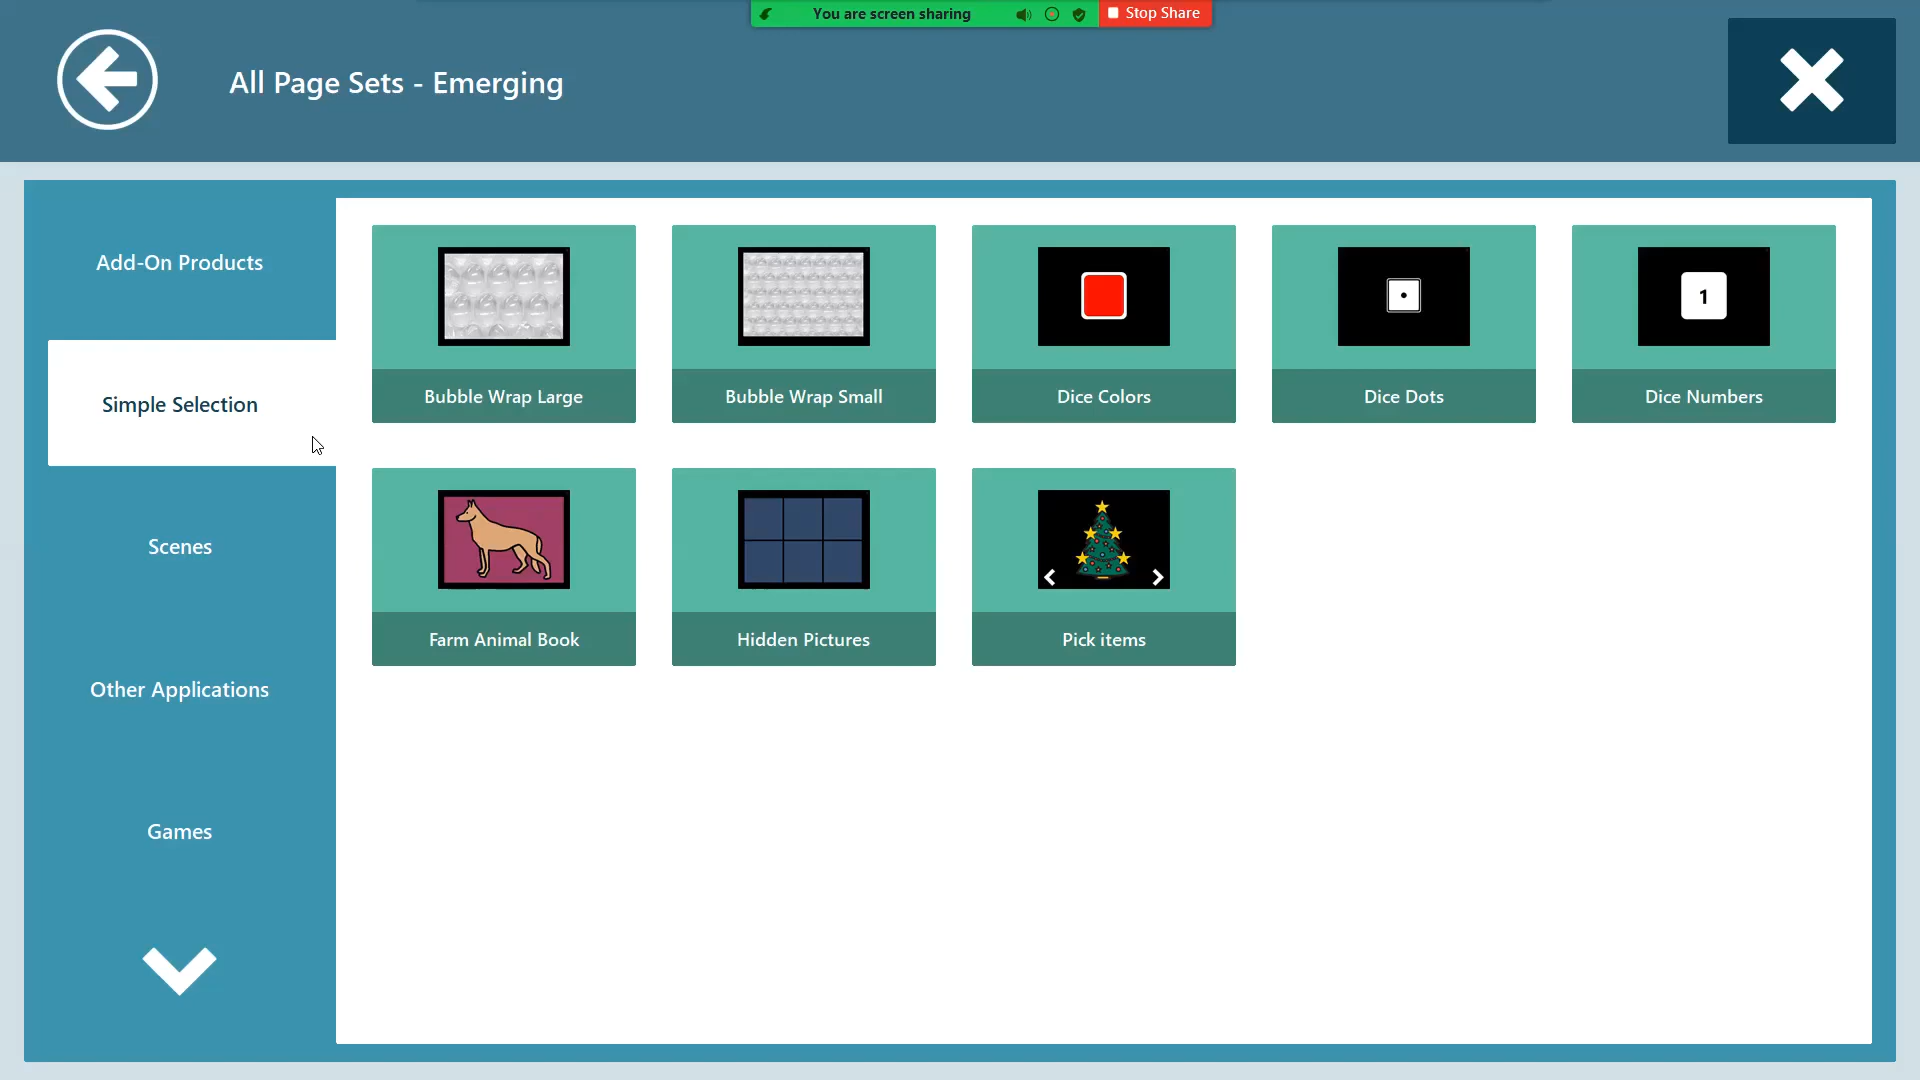 You are screen sharing
Stop Share
All Page Sets - Emerging
Add-On Products
Simple Selection
Scenes
Other Applications
Games
Bubble Wrap Large
Bubble Wrap Small
Dice Colors
Dice Dots
1
Dice Numbers
Farm Animal Book
Hidden Pictures
Pick items